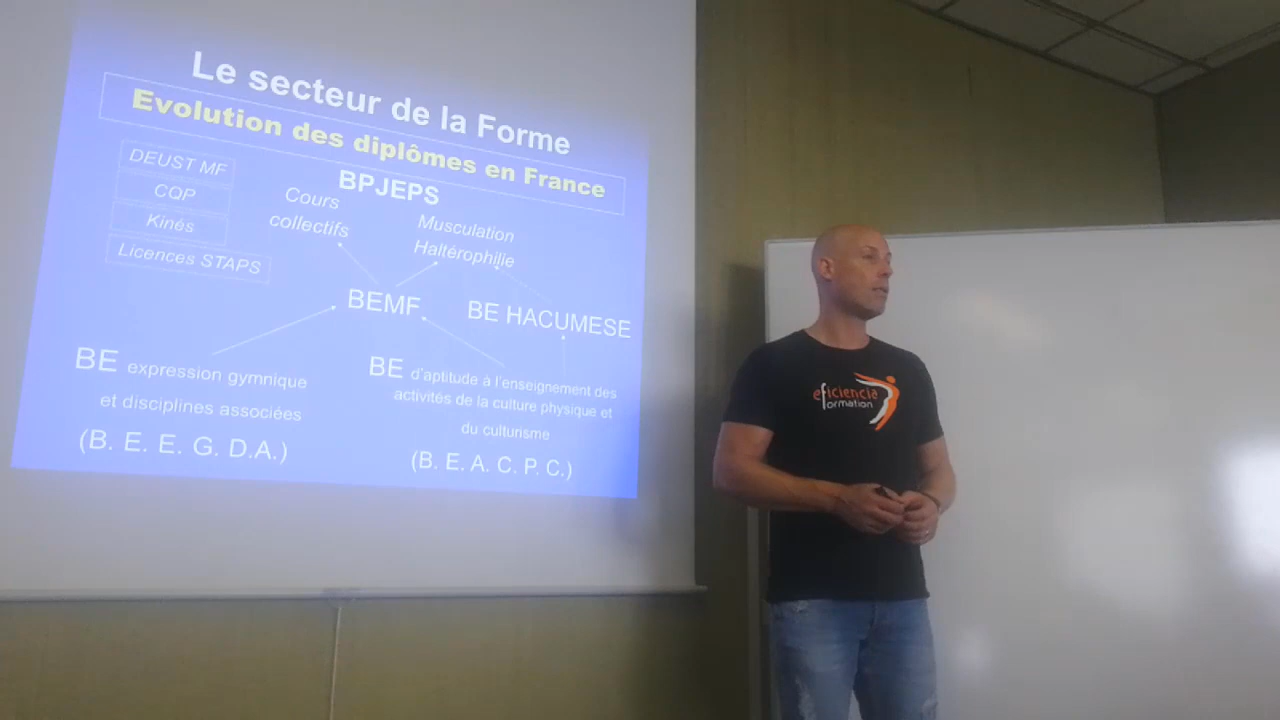 Le secteur de la Forme
Evolution des diplômes en France
DEUST MF
CQP
Kinés
Licences STAPS
BPJEPS
Cours
collectifs
Musculation
Haltérophilie
BEMF
BE HACUMESE
BE expression gymnique
et disciplines associées
(B. E. E. G. D.A.)
BE d'aptitude à l'enseignement des
activités de la culture physique et
du culturisme
(B. E. A. C. P. C.)
eficiencia
formation